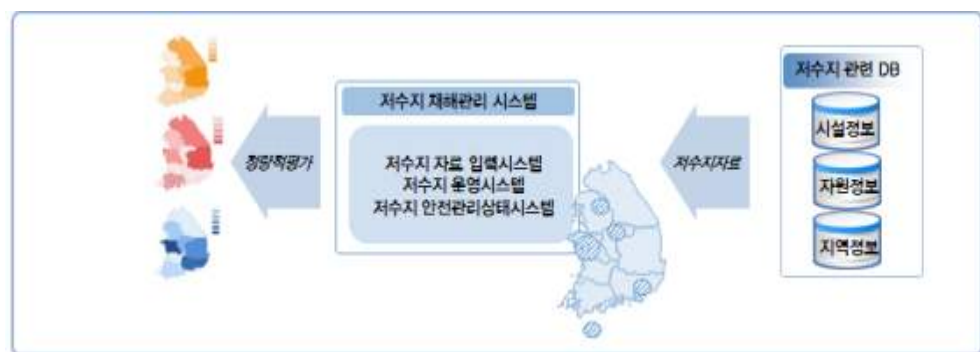 저수지 재해관리 시스템
저수지 자료 입력시스템
저수지 운영시스템
저수지 안전관리상태시스템
정량적평가
저수지자료
저수지 관련 DB
시설정보
자원정보
지역정보